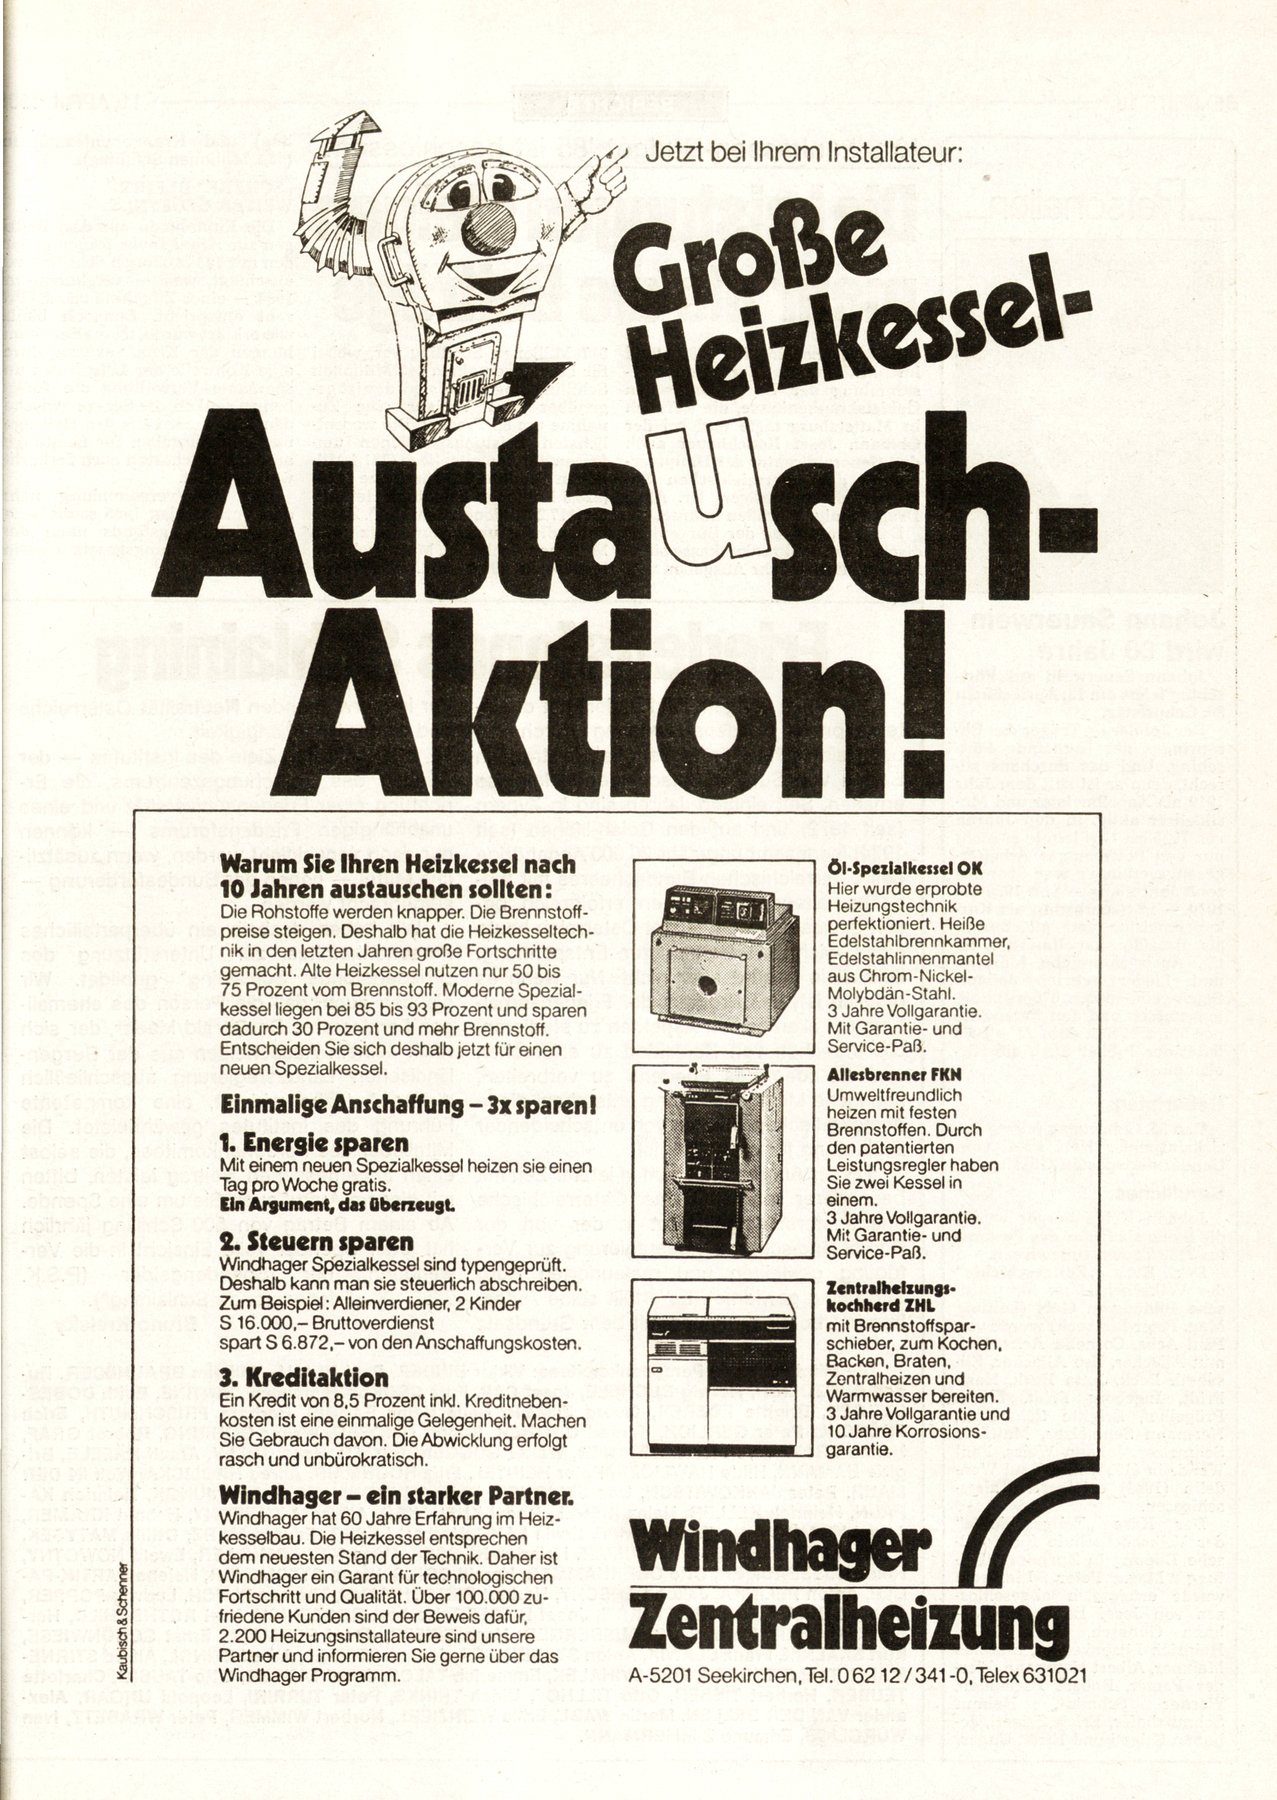 Jetzt bei Ihrem Installateur:
Große
Heizkessel-
Austausch-
Aktion!
Warum Sie Ihren Heizkessel nach
10 Jahren austauschen sollten:
Die Rohstoffe werden knapper. Die Brennstoff-
preise steigen. Deshalb hat die Heizkesseltech-
nik in den letzten Jahren große Fortschritte
gemacht. Alte Heizkessel nutzen nur 50 bis
75 Prozent vom Brennstoff. Moderne Spezial-
kessel liegen bei 85 bis 93 Prozent und sparen
dadurch 30 Prozent und mehr Brennstoff.
Entscheiden Sie sich deshalb jetzt für einen
neuen Spezialkessel.
Einmalige Anschaffung – 3x sparen!
1. Energie sparen
Mit einem neuen Spezialkessel heizen sie einen
Tag pro Woche gratis.
Ein Argument, das überzeugt.
2. Steuern sparen
Windhager Spezialkessel sind typengeprüft.
Deshalb kann man sie steuerlich abschreiben.
Zum Beispiel: Alleinverdiener, 2 Kinder
S 16.000,– Bruttoverdienst
spart S 6.872,– von den Anschaffungskosten.
3. Kreditaktion
Ein Kredit von 8,5 Prozent inkl. Kreditneben-
kosten ist eine einmalige Gelegenheit. Machen
Sie Gebrauch davon. Die Abwicklung erfolgt
rasch und unbürokratisch.
Windhager – ein starker Partner.
Windhager hat 60 Jahre Erfahrung im Heiz-
kesselbau. Die Heizkessel entsprechen
dem neuesten Stand der Technik. Daher ist
Windhager ein Garant für technologischen
Fortschritt und Qualität. Über 100.000 zu-
friedene Kunden sind der Beweis dafür,
2.200 Heizungsinstallateure sind unsere
Partner und informieren Sie gerne über das
Windhager Programm.
Kaubisch & Schenner
Öl-Spezialkessel OK
Hier wurde erprobte
Heizungstechnik
perfektioniert. Heiße
Edelstahlbrennkammer,
Edelstahlinnenmantel
aus Chrom-Nickel-
Molybdän-Stahl.
3 Jahre Vollgarantie.
Mit Garantie- und
Service-Paß.
Allesbrenner FKN
Umweltfreundlich
heizen mit festen
Brennstoffen. Durch
den patentierten
Leistungsregler haben
Sie zwei Kessel in
einem.
3 Jahre Vollgarantie.
Mit Garantie- und
Service-Paß.
Zentralheizungs-
kochherd ZHL
mit Brennstoffspar-
schieber, zum Kochen,
Backen, Braten,
Zentralheizen und
Warmwasser bereiten.
3 Jahre Vollgarantie und
10 Jahre Korrosions-
garantie.
Windhager
Zentralheizung
A-5201 Seekirchen, Tel. 0 62 12 / 341-0, Telex 631021